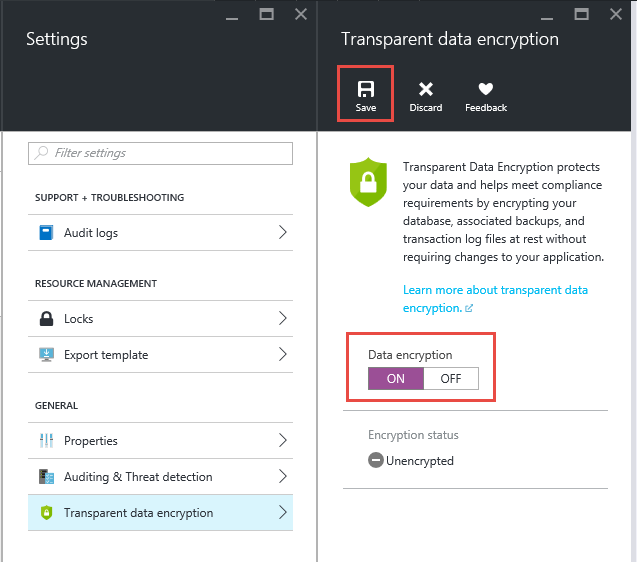 Settings
Filter settings
SUPPORT + TROUBLESHOOTING
Audit logs
RESOURCE MANAGEMENT
Locks
Export template
GENERAL
Properties
Auditing & Threat detection
Transparent data encryption
Transparent data encryption
Save Discard Feedback
Transparent Data Encryption protects
your data and helps meet compliance
requirements by encrypting your
database, associated backups, and
transaction log files at rest without
requiring changes to your application.
Learn more about transparent data
encryption.
Data encryption
ON OFF
Encryption status
Unencrypted